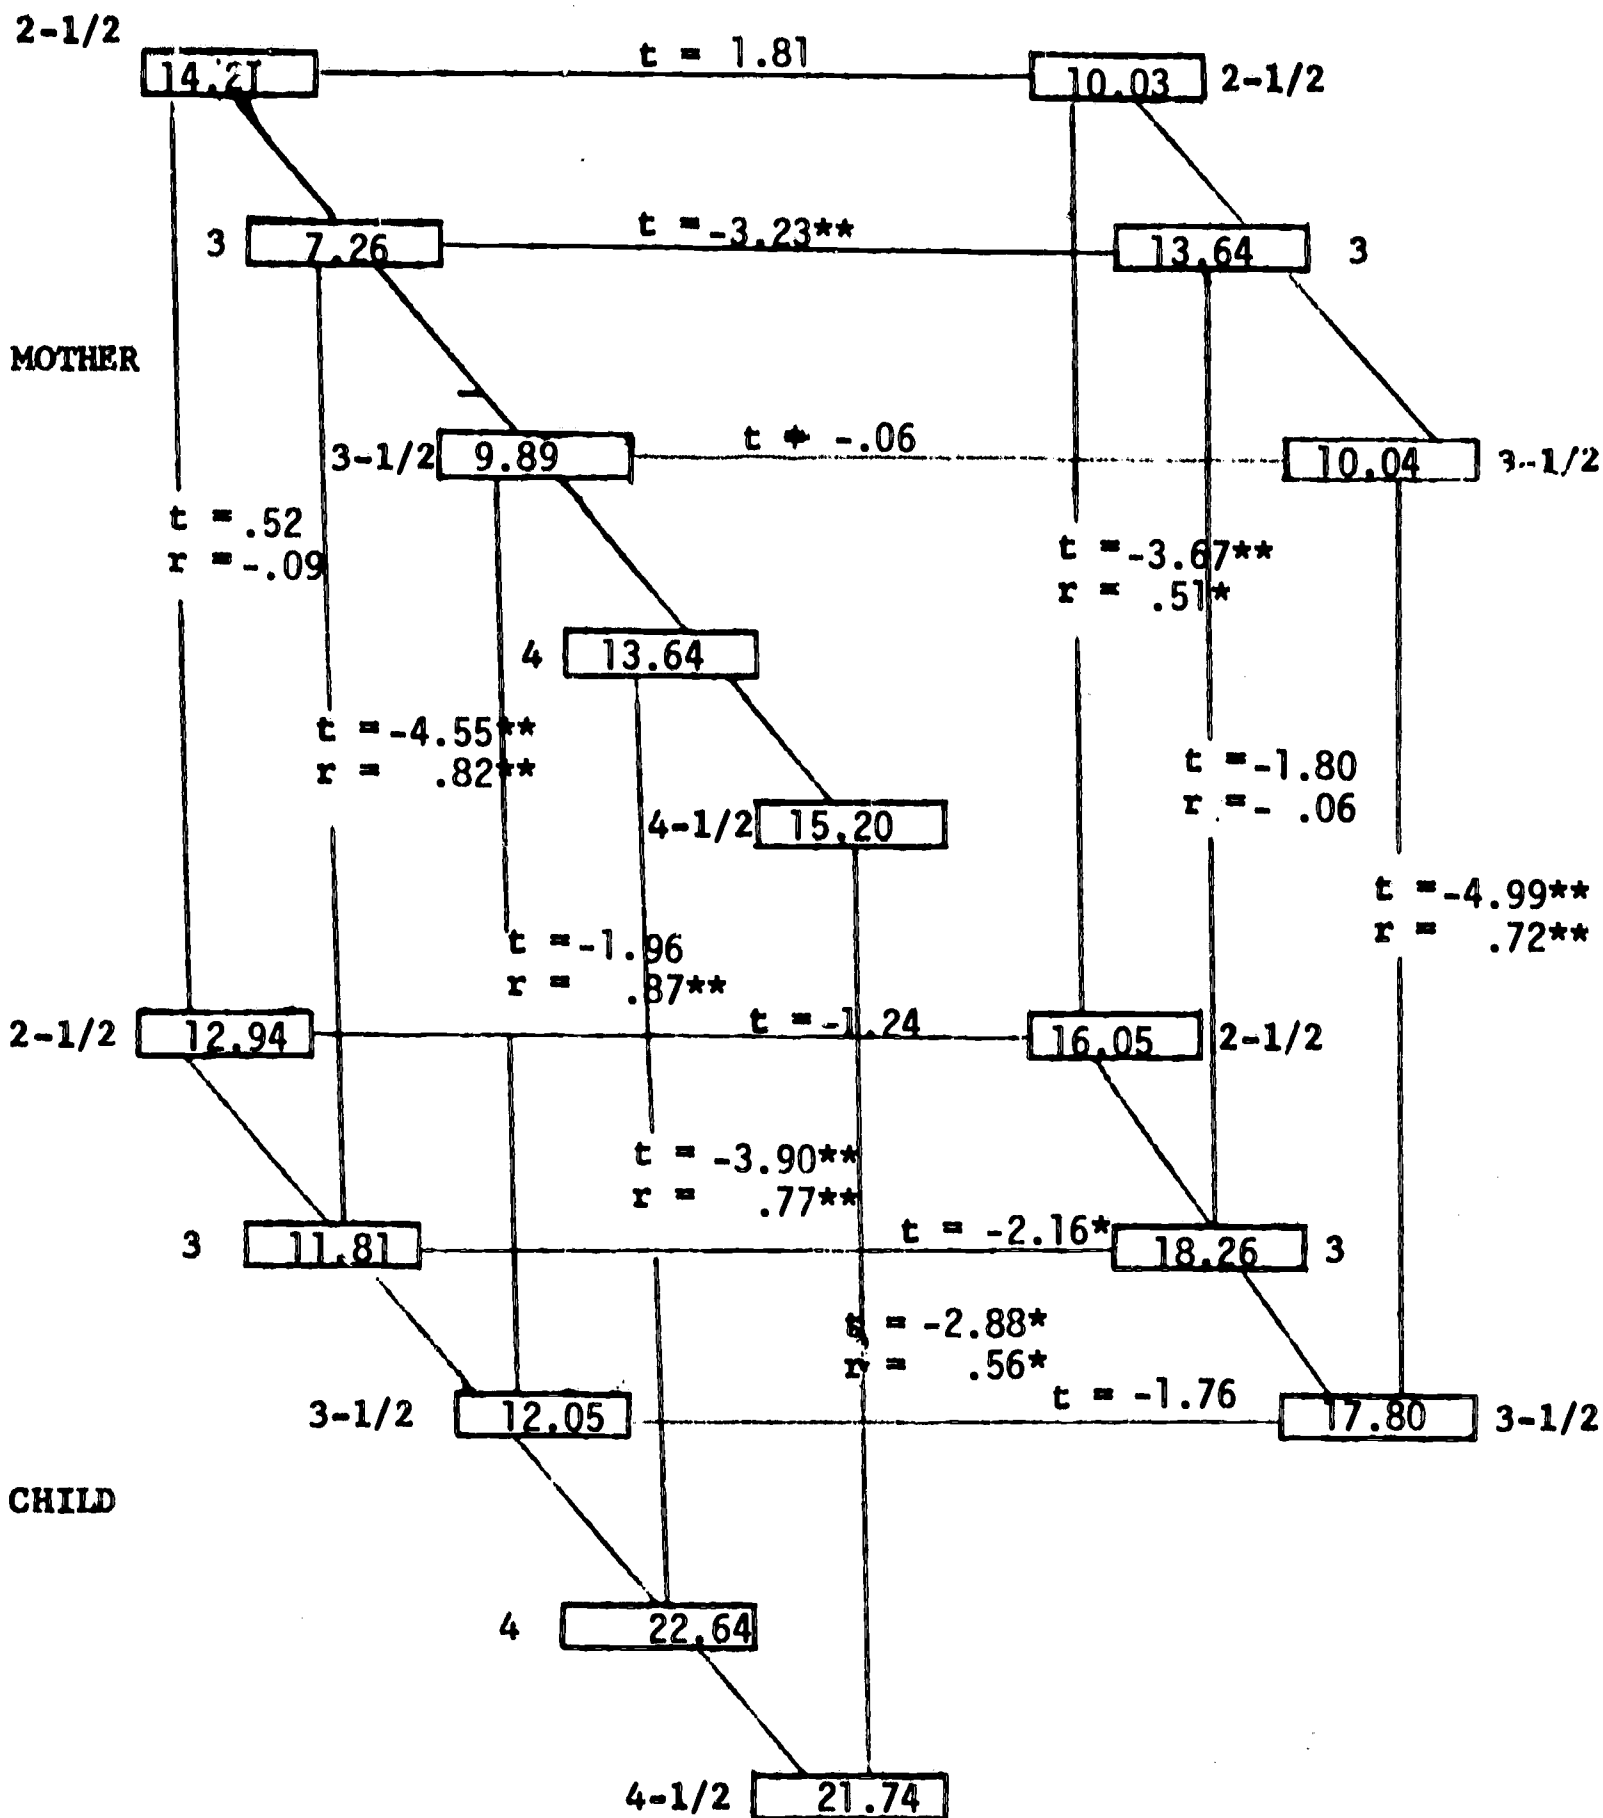 2-1/2
14.21 t = 1.81 10.03 2-1/2
3 7.26 t = -3.23** 13.64 3
MOTHER
3-1/2 9.89 t = -.06 10.04 3-1/2
t = .52
r = -.09
t = -3.67**
r = .51*
4 13.64
t = -4.55**
r = .82**
t = -1.80
r = - .06
4-1/2 15.20
t = -4.99**
r = .72**
t = -1.96
r = .87**
2-1/2 12.94 t = -1.24 16.05 2-1/2
t = -3.90**
r = .77**
3 11.81 t = -2.16* 18.26 3
t = -2.88*
r = .56*
3-1/2 12.05 t = -1.76 17.80 3-1/2
CHILD
4 22.64
4-1/2 21.74